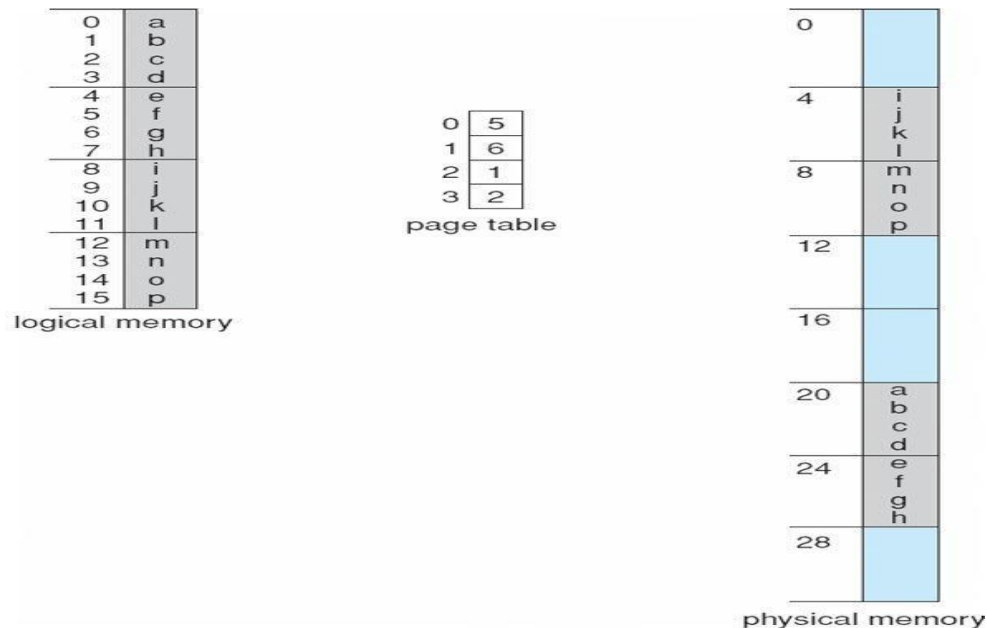 0 a
1 b
2 c
3 d
4 e
5 f
6 g
7 h
8 i
9 j
10 k
11 l
12 m
13 n
14 o
15 p
logical memory
0 5
1 6
2 1
3 2
page table
0
4 i
j
k
l
8 m
n
o
p
12
16
20 a
b
c
d
24 e
f
g
h
28
physical memory